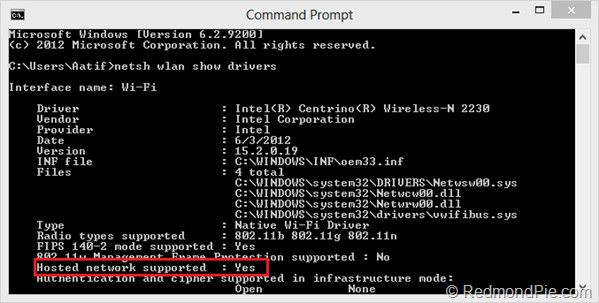 Command Prompt
Microsoft Windows [Version 6.2.9200]
(c) 2012 Microsoft Corporation. All rights reserved.
C:\Users\Aatif>netsh wlan show drivers
Interface name: Wi-Fi
Driver : Intel(R) Centrino(R) Wireless-N 2230
Vendor : Intel Corporation
Provider : Intel
Date : 6/3/2012
Version : 15.2.0.19
INF file : C:\WINDOWS\INF\oem33.inf
Files : 4 total
C:\WINDOWS\system32\DRIVERS\Netwsw00.sys
C:\WINDOWS\system32\Netwcw00.dll
C:\WINDOWS\system32\Netwrw00.dll
C:\WINDOWS\system32\drivers\vwifibus.sys
Type : Native Wi-Fi Driver
Radio types supported : 802.11b 802.11g 802.11n
FIPS 140-2 mode supported : Yes
802.11w Management Frame Protection supported : No
Hosted network supported : Yes
Authentication and cipher supported in infrastructure mode:
Open None
© RedmondPie.com